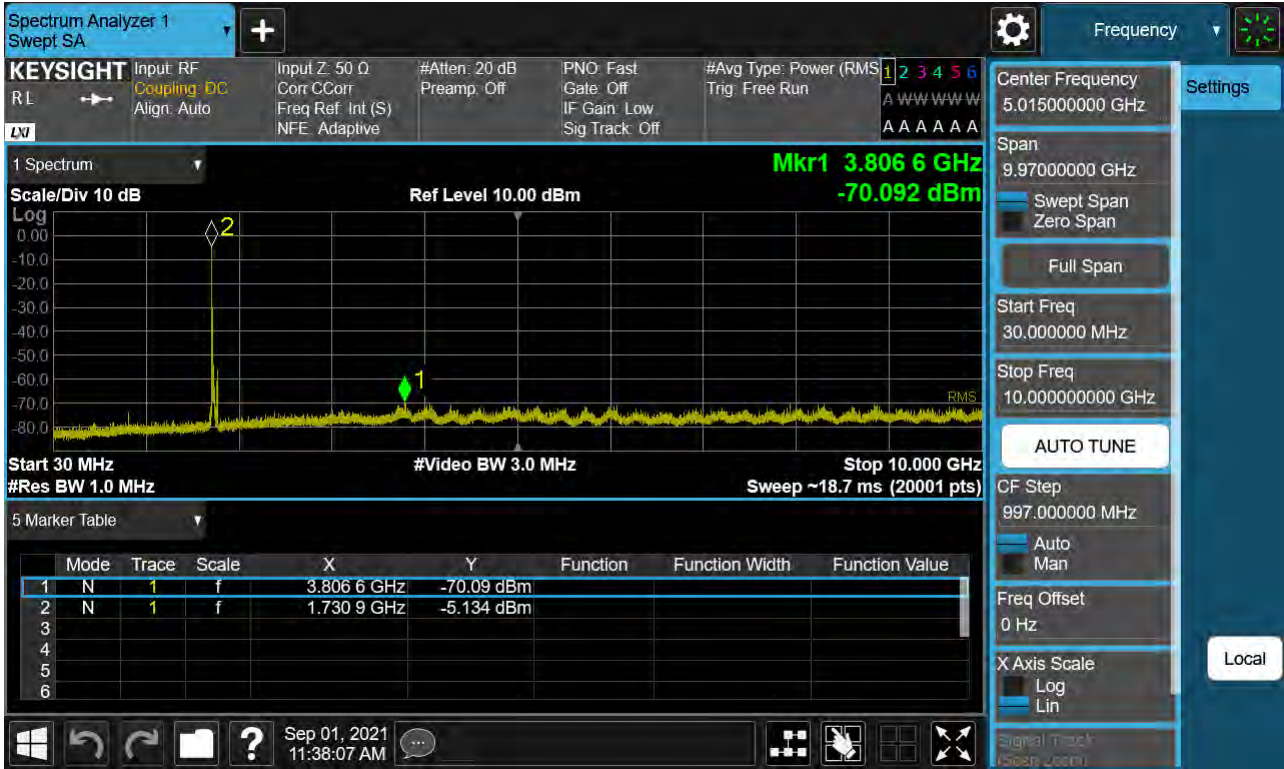 Spectrum Analyzer 1
Swept SA
Frequency
KEYSIGHT
Input: RF
Coupling: DC
Align: Auto
Input Z: 50 Ω
Corr CCorr
Freq Ref: Int (S)
NFE: Adaptive
#Atten: 20 dB
Preamp: Off
PNO: Fast
Gate: Off
IF Gain: Low
Sig Track: Off
#Avg Type: Power (RMS
Trig: Free Run
1 2 3 4 5 6
A W W W W W
A A A A A A
R L
LXI
1 Spectrum
Mkr1 3.806 6 GHz
-70.092 dBm
Scale/Div 10 dB
Ref Level 10.00 dBm
Log
0.00
-10.0
-20.0
-30.0
-40.0
-50.0
-60.0
-70.0
-80.0
2
1
RMS
Start 30 MHz
#Video BW 3.0 MHz
Stop 10.000 GHz
#Res BW 1.0 MHz
Sweep ~18.7 ms (20001 pts)
5 Marker Table
Mode Trace Scale X Y Function Function Width Function Value
1 N 1 f 3.806 6 GHz -70.09 dBm
2 N 1 f 1.730 9 GHz -5.134 dBm
3
4
5
6
Center Frequency
5.015000000 GHz
Span
9.97000000 GHz
Swept Span
Zero Span
Full Span
Start Freq
30.000000 MHz
Stop Freq
10.000000000 GHz
AUTO TUNE
CF Step
997.000000 MHz
Auto
Man
Freq Offset
0 Hz
X Axis Scale
Log
Lin
Signal Track
(Span Zoom)
Settings
Local
?
Sep 01, 2021
11:38:07 AM